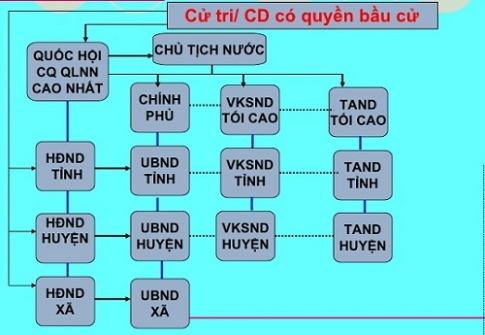 Cử tri/ CD có quyền bầu cử
QUỐC HỘI
CQ QLNN
CAO NHẤT
CHỦ TỊCH NƯỚC
CHÍNH
PHỦ
VKSND
TỐI CAO
TAND
TỐI CAO
HĐND
TỈNH
UBND
TỈNH
VKSND
TỈNH
TAND
TỈNH
HĐND
HUYỆN
UBND
HUYỆN
VKSND
HUYỆN
TAND
HUYỆN
HĐND
XÃ
UBND
XÃ